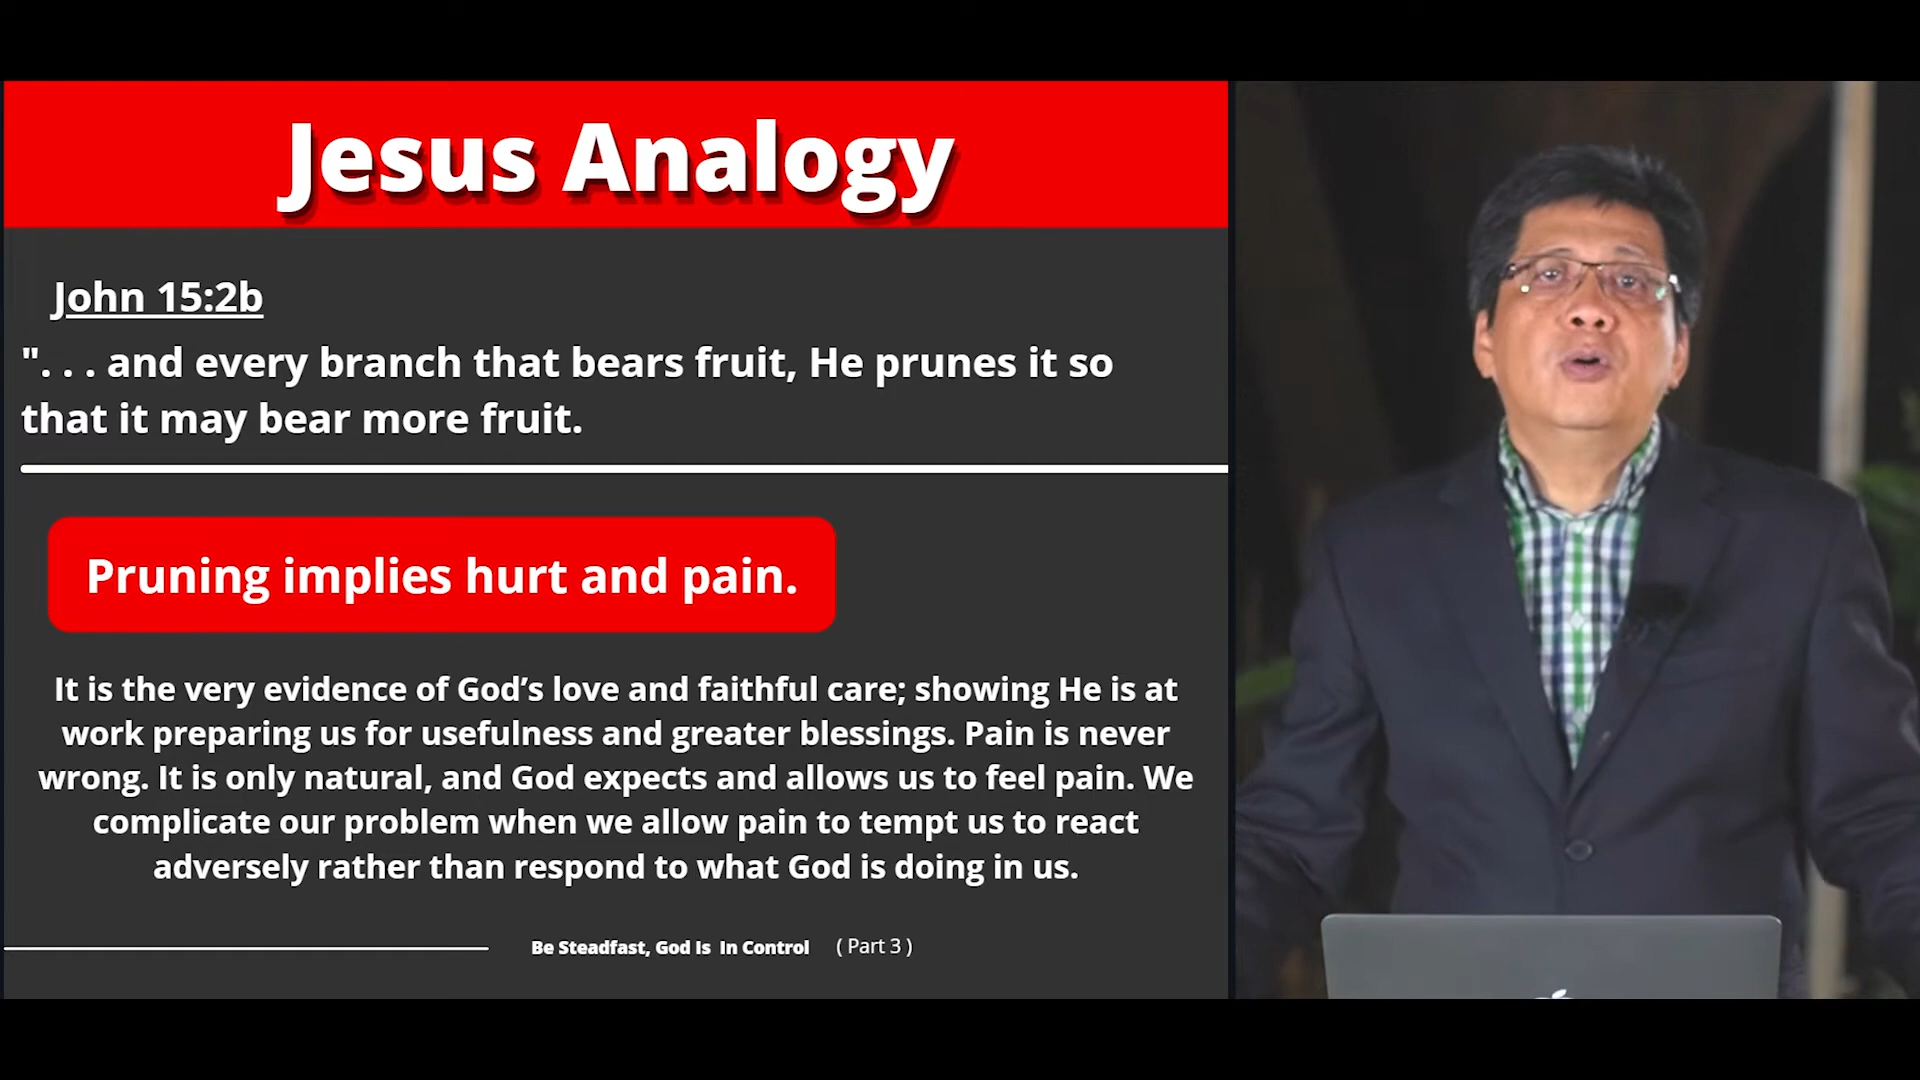 Jesus Analogy
John 15:2b
". . . and every branch that bears fruit, He prunes it so
that it may bear more fruit.
Pruning implies hurt and pain.
It is the very evidence of God’s love and faithful care; showing He is at
work preparing us for usefulness and greater blessings. Pain is never
wrong. It is only natural, and God expects and allows us to feel pain. We
complicate our problem when we allow pain to tempt us to react
adversely rather than respond to what God is doing in us.
Be Steadfast, God Is In Control ( Part 3 )